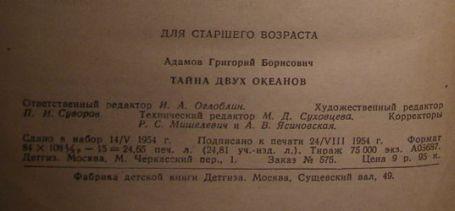 ДЛЯ СТАРШЕГО ВОЗРАСТА
Адамов Григорий Борисович
ТАЙНА ДВУХ ОКЕАНОВ
Ответственный редактор И. А. Оглоблин. Художественный редактор
П. И. Суворов. Технический редактор М. Д. Суховцева. Корректоры
Р. С. Мишелевич и А. В. Ясиновская.
Сдано в набор 14/V 1954 г. Подписано к печати 24/VIII 1954 г. Формат
84 × 108 1/32 — 15 = 24,65 печ. л. (24,81 уч.-изд. л.). Тираж 75 000 экз. А05687.
Детгиз. Москва, М. Черкасский пер., 1. Заказ № 575. Цена 9 р. 95 к.
Фабрика детской книги Детгиза. Москва, Сущевский вал, 49.